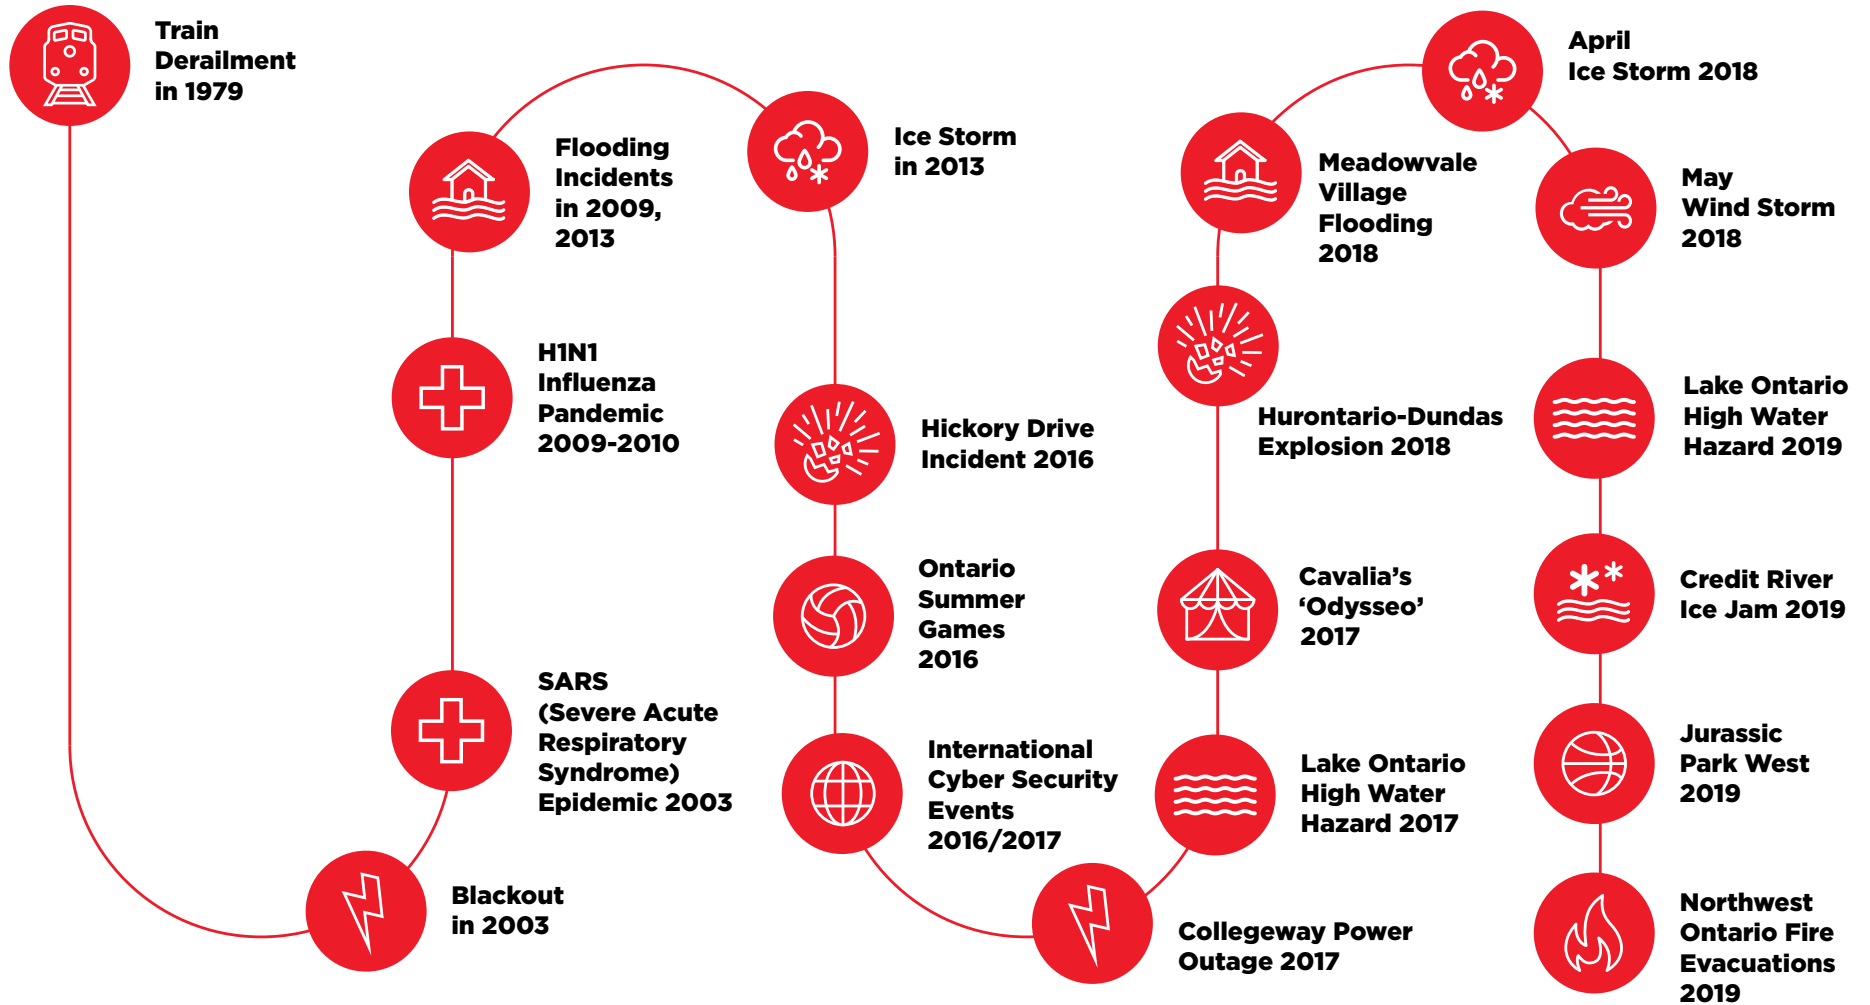 Train
Derailment
in 1979
Blackout
in 2003
SARS
(Severe Acute
Respiratory
Syndrome)
Epidemic 2003
H1N1
Influenza
Pandemic
2009-2010
Flooding
Incidents
in 2009,
2013
Ice Storm
in 2013
Hickory Drive
Incident 2016
Ontario
Summer
Games
2016
International
Cyber Security
Events
2016/2017
Collegeway Power
Outage 2017
Lake Ontario
High Water
Hazard 2017
Cavalia’s
‘Odysseo’
2017
Hurontario-Dundas
Explosion 2018
Meadowvale
Village
Flooding
2018
April
Ice Storm 2018
May
Wind Storm
2018
Lake Ontario
High Water
Hazard 2019
Credit River
Ice Jam 2019
Jurassic
Park West
2019
Northwest
Ontario Fire
Evacuations
2019